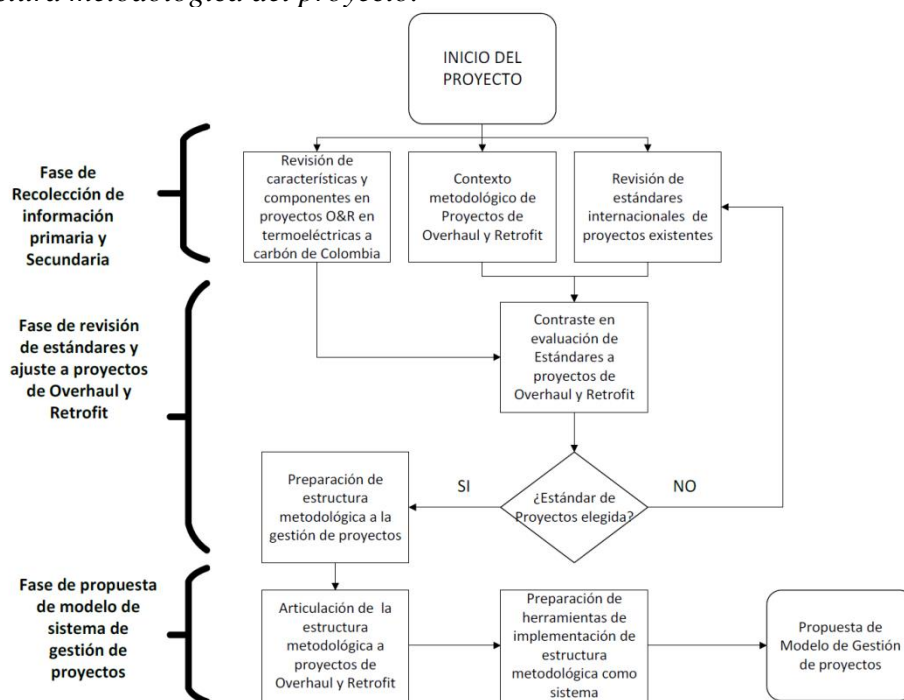 metodológica del proyecto.
INICIO DEL
PROYECTO
Fase de
Recolección de
información
primaria y
Secundaria
Revisión de
características y
componentes en
proyectos O&R en
termoeléctricas a
carbón de Colombia
Contexto
metodológico de
Proyectos de
Overhaul y Retrofit
Revisión de
estándares
internacionales de
proyectos existentes
Fase de revisión
de estándares y
ajuste a proyectos
de Overhaul y
Retrofit
Contraste en
evaluación de
Estándares a
proyectos de
Overhaul y Retrofit
Preparación de
estructura
metodológico a la
gestión de proyectos
SI
¿Estándar de
Proyectos elegida?
NO
Fase de propuesta
de modelo de
sistema de
gestión de
proyectos
Articulación de la
estructura
metodológico a
proyectos de
Overhaul y Retrofit
Preparación de
herramientas de
implementación de
estructura
metodológico como
sistema
Propuesta de
Modelo de Gestión
de proyectos